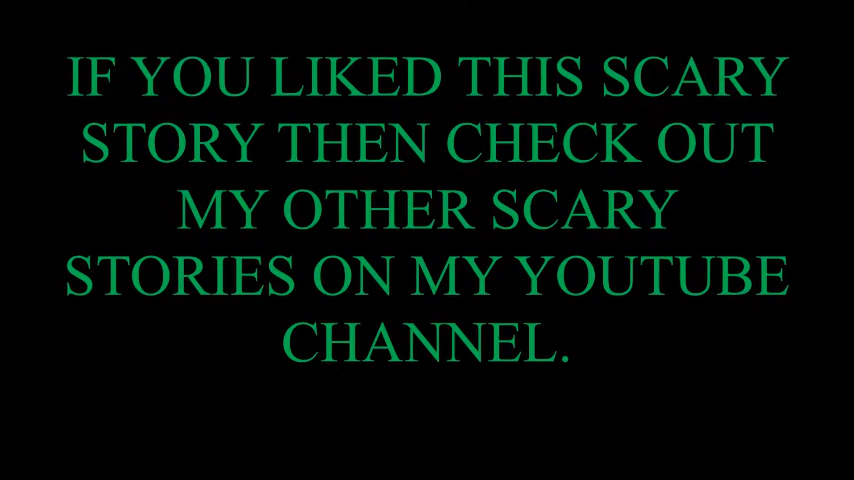 IF YOU LIKED THIS SCARY
STORY THEN CHECK OUT
MY OTHER SCARY
STORIES ON MY YOUTUBE
CHANNEL.